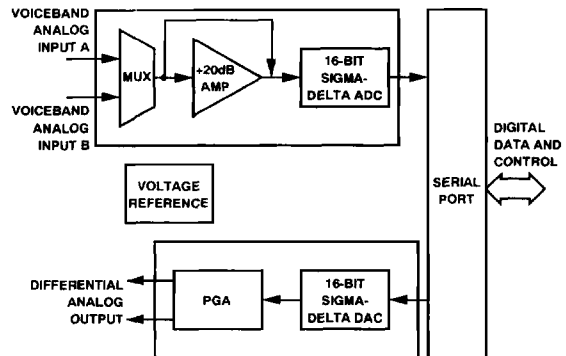 VOICEBAND
ANALOG
INPUT A
MUX
+20dB
AMP
16-BIT
SIGMA-
DELTA ADC
VOICEBAND
ANALOG
INPUT B
DIGITAL
DATA AND
CONTROL
SERIAL
PORT
VOLTAGE
REFERENCE
DIFFERENTIAL
ANALOG
OUTPUT
PGA
16-BIT
SIGMA-
DELTA DAC